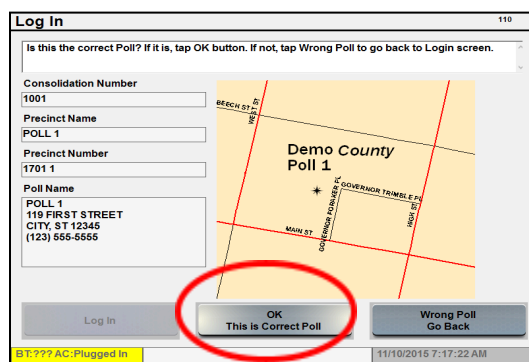 Log In
110
Is this the correct Poll? If it is, tap OK button. If not, tap Wrong Poll to go back to Login screen.
Consolidation Number
1001
Precinct Name
POLL 1
Precinct Number
1701 1
Poll Name
POLL 1
119 FIRST STREET
CITY, ST 12345
(123) 555-5555
BEECH ST
WEST ST
Demo County
Poll 1
GOVERNOR TRIMBLE PL
GOVERNOR FORAKER PL
HIGH ST
MAIN ST
Log In
OK
This is Correct Poll
Wrong Poll
Go Back
BT:??? AC:Plugged In
11/10/2015 7:17:22 AM